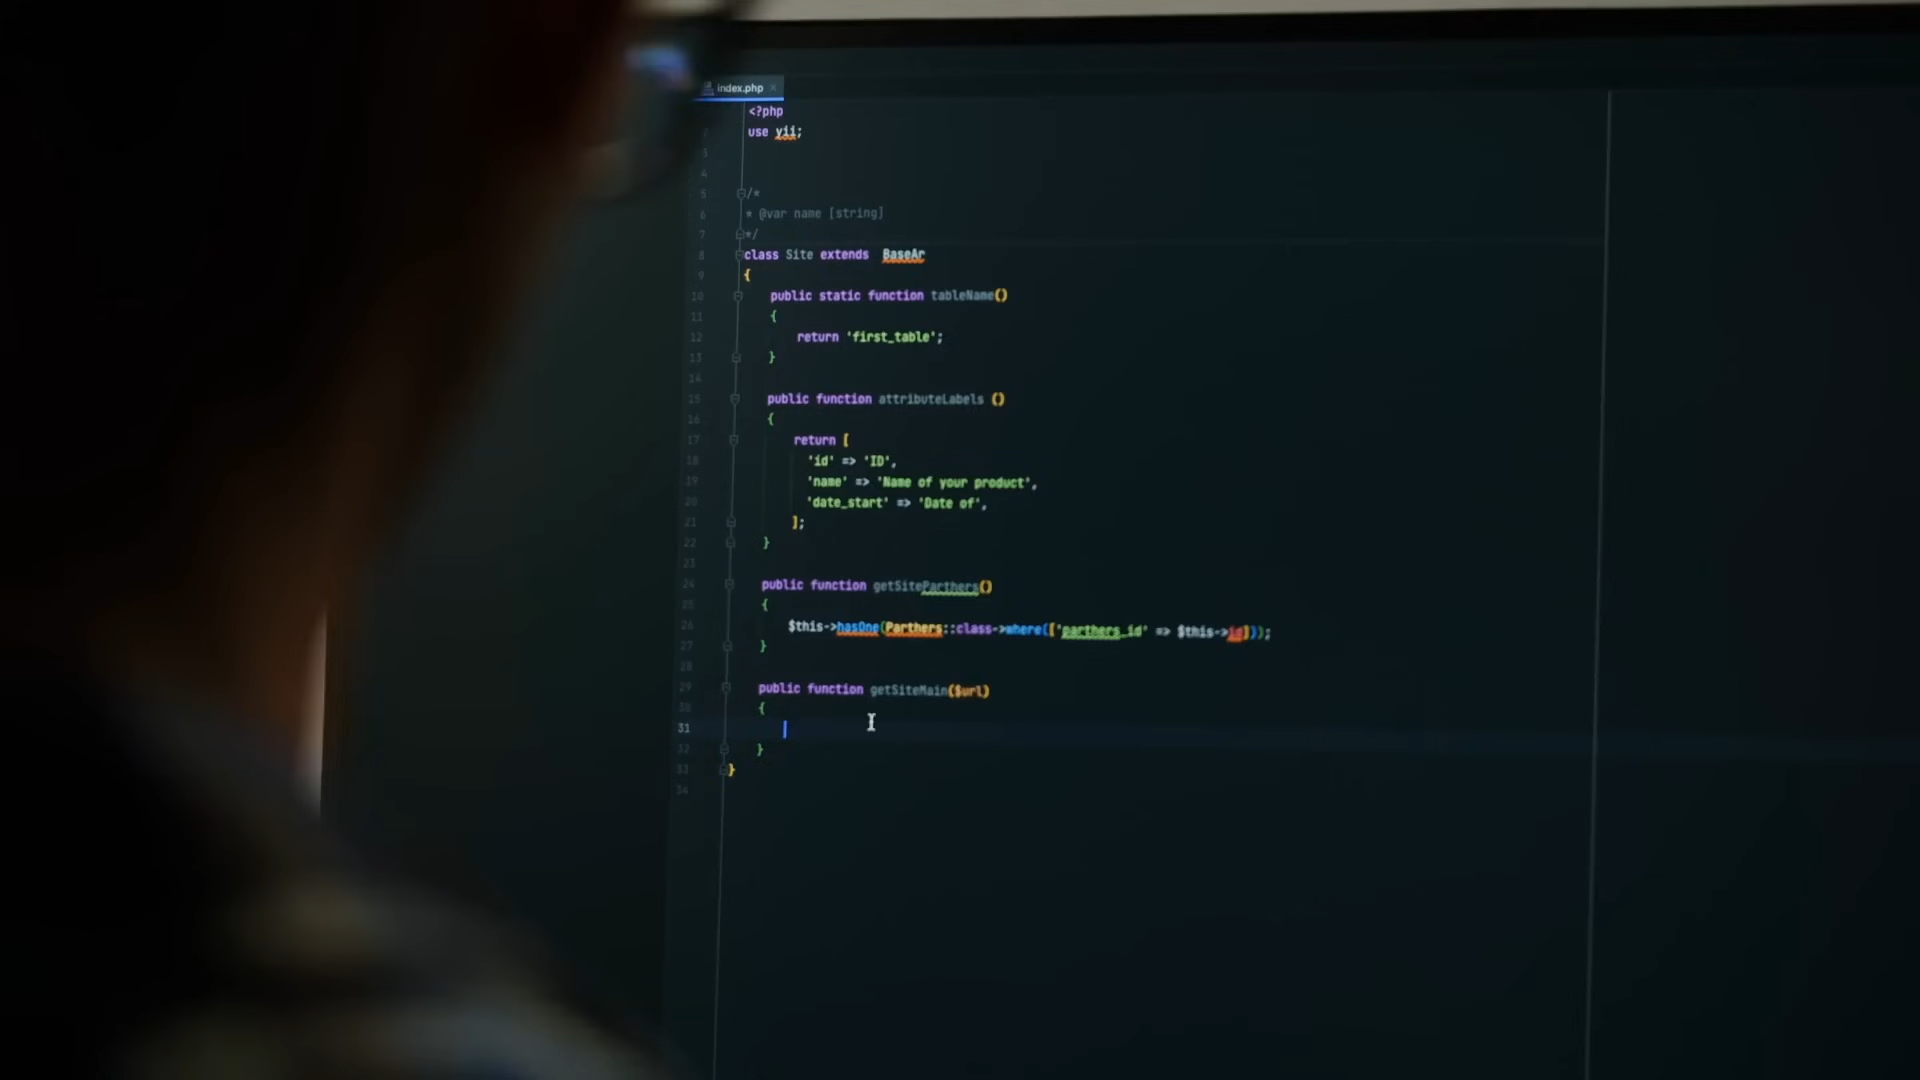 index.php
<?php
use yii;
/*
* @var name [string]
*/
class Site extends  BaseAr
{
public static function tableName()
{
return 'first_table';
}
public function attributeLabels ()
{
return [
'id' => 'ID',
'name' => 'Name of your product',
'date_start' => 'Date of',
];
}
public function getSiteParthers()
{
$this->hasOne(Parthers::class->where(['parthers_id' => $this->id]));
}
public function getSiteMain($url)
{
31
}
}
34